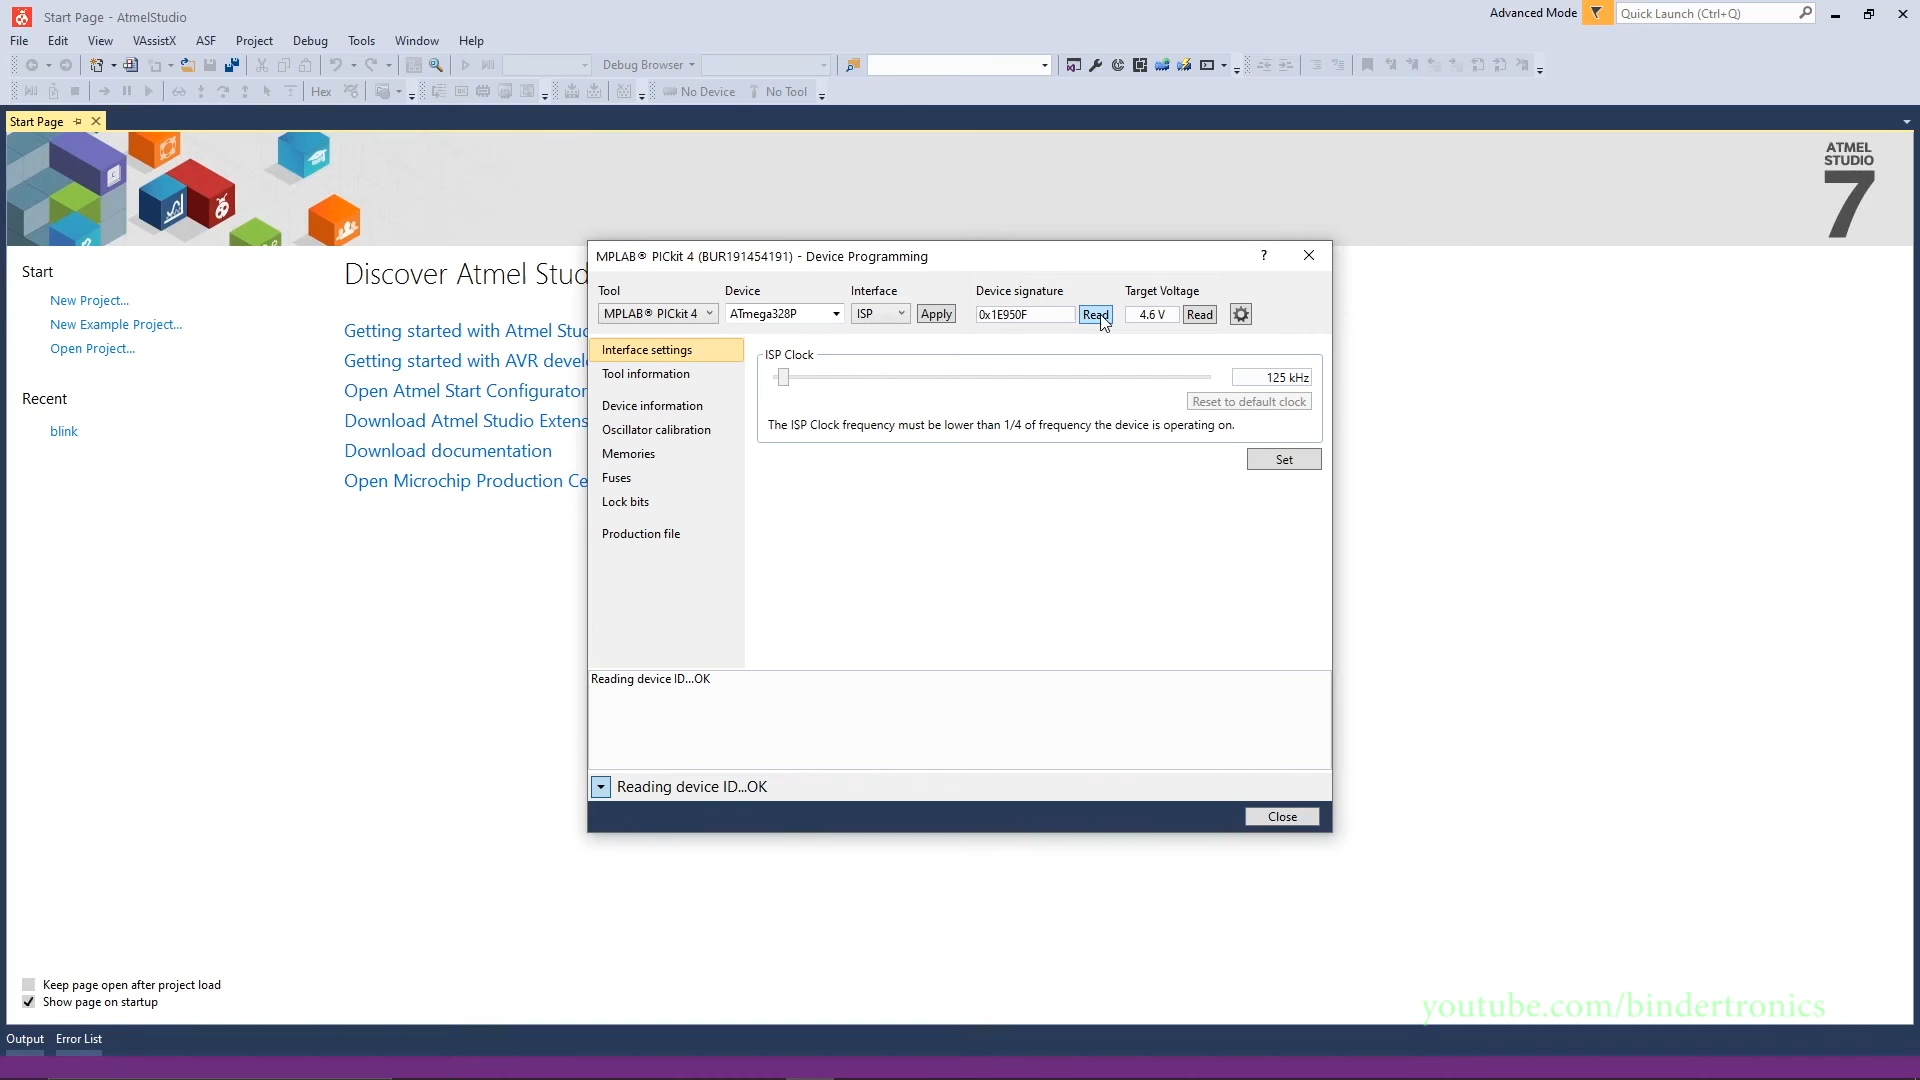 Start Page - AtmelStudio
Advanced Mode
Quick Launch (Ctrl+Q)
File Edit View VAssistX ASF Project Debug Tools Window Help
Debug Browser
Hex
No Device
No Tool
Start Page
ATMEL
STUDIO
7
Start
New Project...
New Example Project...
Open Project...
Recent
blink
Discover Atmel Stud
Getting started with Atmel Stud
Getting started with AVR devel
Open Atmel Start Configurator
Download Atmel Studio Extens
Download documentation
Open Microchip Production Ce
MPLAB® PICkit 4 (BUR191454191) - Device Programming
?
Tool Device Interface Device signature Target Voltage
MPLAB® PICkit 4 ATmega328P ISP Apply 0x1E950F Read 4.6 V Read
Interface settings
Tool information
Device information
Oscillator calibration
Memories
Fuses
Lock bits
Production file
ISP Clock
125 kHz
Reset to default clock
The ISP Clock frequency must be lower than 1/4 of frequency the device is operating on.
Set
Reading device ID...OK
Reading device ID...OK
Close
Keep page open after project load
Show page on startup
youtube.com/bindertronics
Output Error List